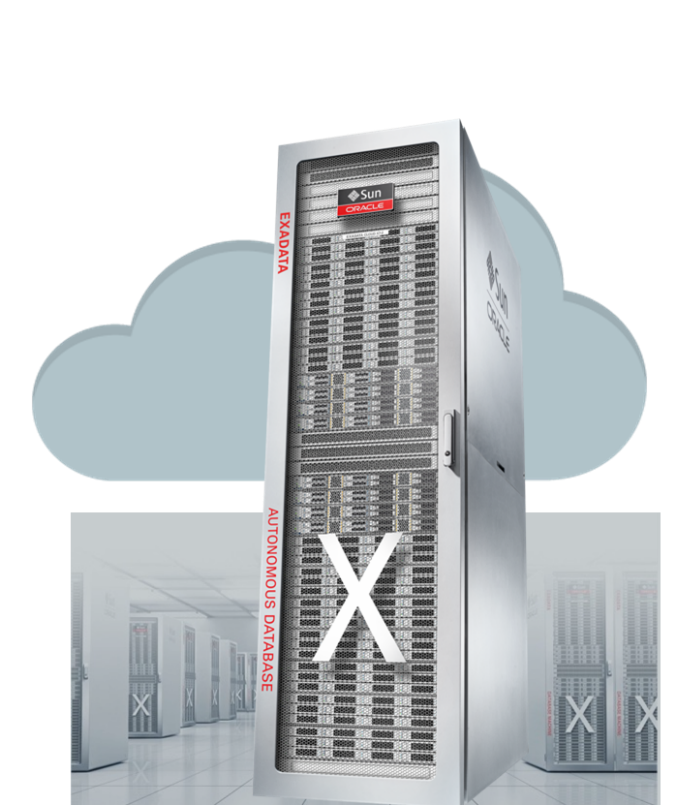 Sun
ORACLE
EXADATA
Sun
ORACLE
AUTONOMOUS DATABASE
X
X
X
X